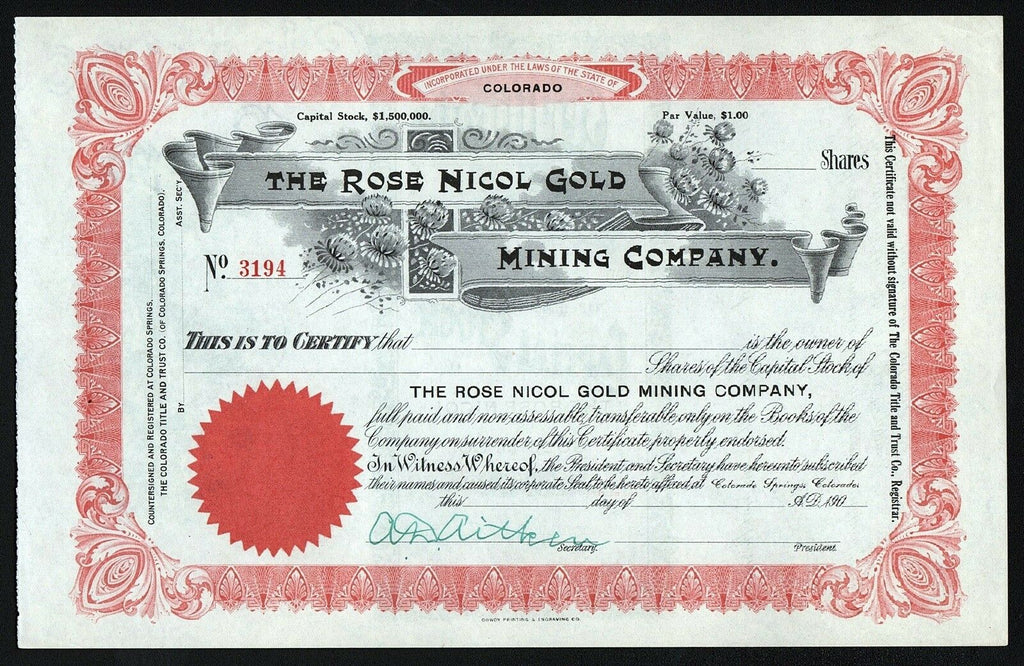 INCORPORATED UNDER THE LAWS OF THE STATE OF
COLORADO
Capital Stock, $1,500,000.
Par Value, $1.00
Shares
THE ROSE NICOL GOLD
MINING COMPANY.
No 3194
THIS IS TO CERTIFY that is the owner of
Shares of the Capital Stock of
THE ROSE NICOL GOLD MINING COMPANY,
full paid and non-assessable, transferable only on the Books of the
Company on surrender of this Certificate properly endorsed.
In Witness Whereof, the President and Secretary have hereunto subscribed
their names and caused its corporate Seal to be hereto affixed at Colorado Springs, Colorado,
this day of A.D. 190
Secretary.
President.
COUNTERSIGNED AND REGISTERED AT COLORADO SPRINGS,
THE COLORADO TITLE AND TRUST CO. (OF COLORADO SPRINGS, COLORADO).
BY ASST. SEC'Y
This Certificate not valid without signature of The Colorado Title and Trust Co., Registrar.
PRINTING & ENGRAVING CO.